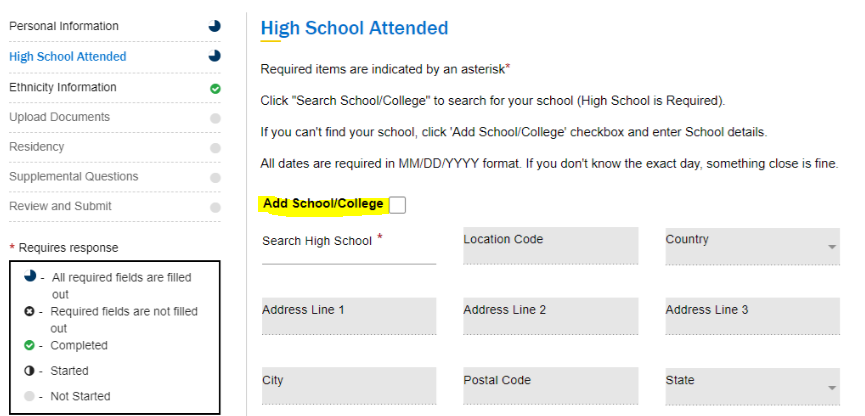 Personal Information
High School Attended
Ethnicity Information
Upload Documents
Residency
Supplemental Questions
Review and Submit
* Requires response
- All required fields are filled
out
- Required fields are not filled
out
- Completed
- Started
- Not Started
High School Attended
Required items are indicated by an asterisk*
Click "Search School/College" to search for your school (High School is Required).
If you can't find your school, click 'Add School/College' checkbox and enter School details.
All dates are required in MM/DD/YYYY format. If you don't know the exact day, something close is fine.
Add School/College
Search High School * Location Code Country
Address Line 1 Address Line 2 Address Line 3
City Postal Code State